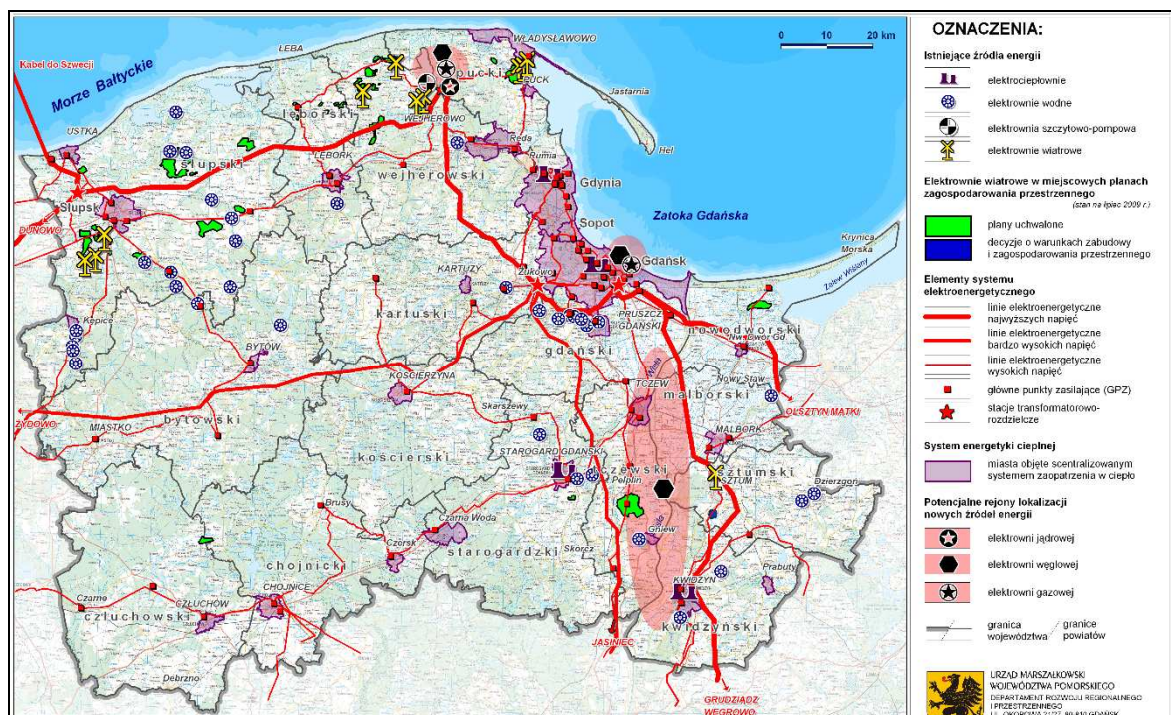 0 10 20 km
WŁADYSŁAWOWO
ŁEBA
Kabel do Szwecji
Morze Bałtyckie
pucki
PUCK
Jastarnia
USTKA
lęborski
WEJHEROWO
Hel
słupski
LĘBORK
Reda
Rumia
wejherowski
Gdynia
Słupsk
Sopot
Zatoka Gdańska
DUNOWO
Krynica
Morska
Gdańsk
KARTUZY
Żukowo
Zalew Wiślany
kartuski
PRUSZCZ
GDAŃSKI
nowodworski
Kępice
Nw. Dwór Gd.
BYTÓW
gdański
KOŚCIERZYNA
Wisła
TCZEW
Nowy Staw
malborski
Skarszewy
OLSZTYN MĄTKI
ŻYDOWO
MIASTKO
bytowski
MALBORK
STAROGARD GDAŃSKI
kościerski
tczewski
sztumski
SZTUM
Dzierzgoń
Pelplin
Brusy
Czarna Woda
Gniew
Skórcz
starogardzki
Czersk
Prabuty
chojnicki
CHOJNICE
KWIDZYN
Czarne
CZŁUCHÓW
człuchowski
kwidzyński
JASINIEC
Debrzno
GRUDZIĄDZ
WĘGROWO
OZNACZENIA:
Istniejące źródła energii
elektrociepłownie
elektrownie wodne
elektrownia szczytowo-pompowa
elektrownie wiatrowe
Elektrownie wiatrowe w miejscowych planach
zagospodarowania przestrzennego
(stan na lipiec 2009 r.)
plany uchwalone
decyzje o warunkach zabudowy
i zagospodarowania przestrzennego
Elementy systemu
elektroenergetycznego
linie elektroenergetyczne
najwyższych napięć
linie elektroenergetyczne
bardzo wysokich napięć
linie elektroenergetyczne
wysokich napięć
główne punkty zasilające (GPZ)
stacje transformatorowo-
rozdzielcze
System energetyki cieplnej
miasta objęte scentralizowanym
systemem zaopatrzenia w ciepło
Potencjalne rejony lokalizacji
nowych źródeł energii
elektrowni jądrowej
elektrowni węglowej
elektrowni gazowej
granica
województwa
granice
powiatów
URZĄD MARSZAŁKOWSKI
WOJEWÓDZTWA POMORSKIEGO
DEPARTAMENT ROZWOJU REGIONALNEGO
I PRZESTRZENNEGO